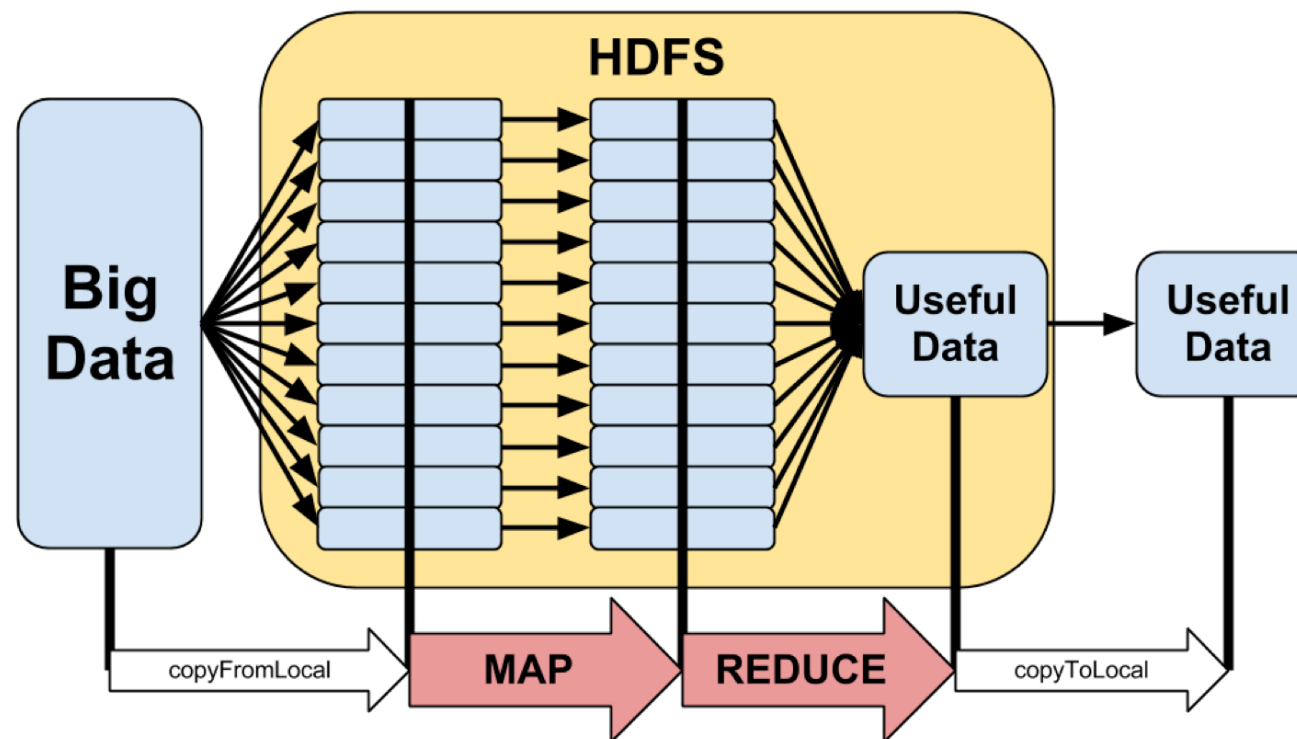 HDFS
Big
Data
Useful
Data
Useful
Data
copyFromLocal
MAP
REDUCE
copyToLocal